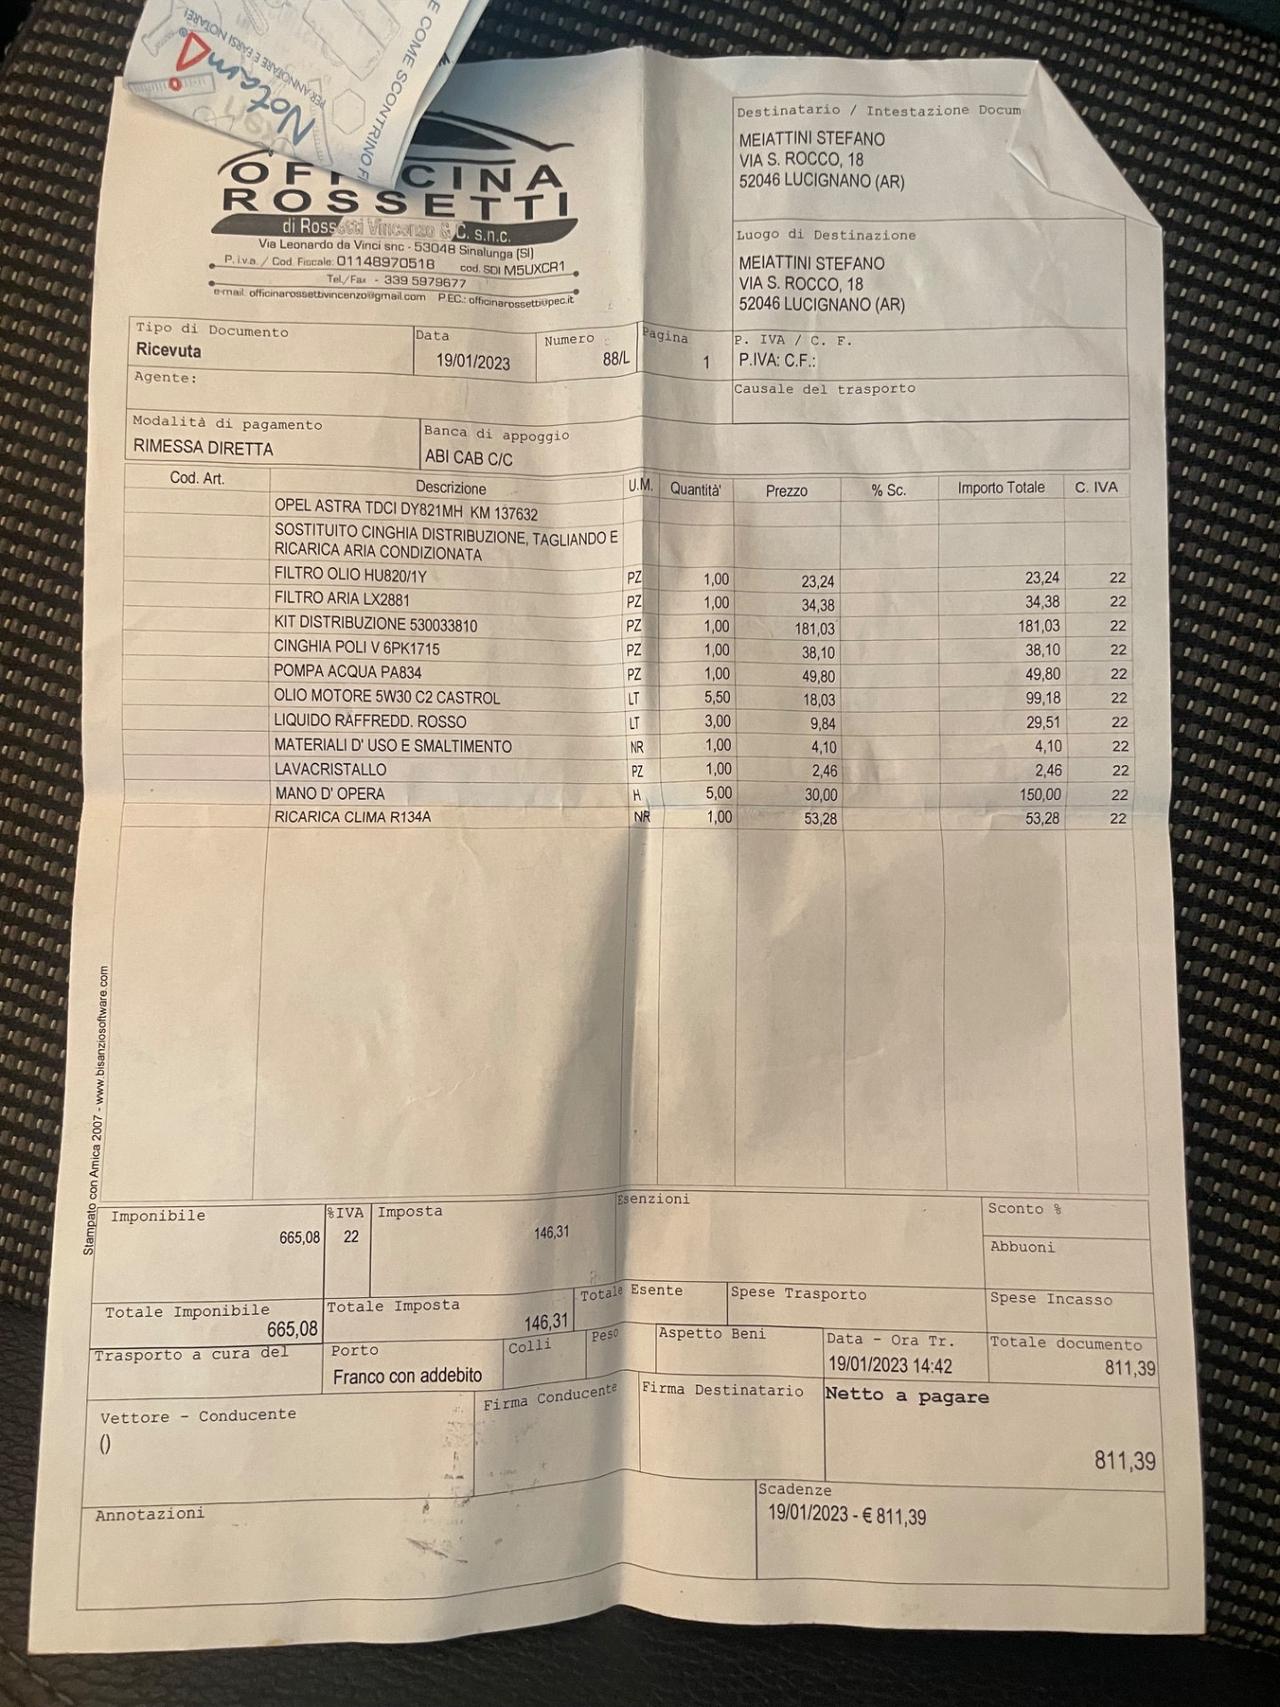 E COME SCONTRINO FI
PER ANNOTARE E FARSI NOTARE!
Notam
OFFICINA
ROSSETTI
di Rossetti Vincenzo & C. s.n.c.
Via Leonardo da Vinci snc - 53048 Sinalunga (SI)
P. i.v.a. / Cod. Fiscale: 01148970518 cod. SDI M5UXCR1
Tel./Fax - 339 5979677
e-mail: officinarossettivincenzo@gmail.com P.EC.: officinarossetti@pec.it
Destinatario / Intestazione Docum
MEIATTINI STEFANO
VIA S. ROCCO, 18
52046 LUCIGNANO (AR)
Luogo di Destinazione
MEIATTINI STEFANO
VIA S. ROCCO, 18
52046 LUCIGNANO (AR)
Tipo di Documento Data Numero Pagina P. IVA / C. F.
Ricevuta 19/01/2023 88/L 1 P.IVA: C.F.:
Agente: Causale del trasporto
Modalità di pagamento Banca di appoggio
RIMESSA DIRETTA ABI CAB C/C
Cod. Art. Descrizione U.M. Quantita' Prezzo % Sc. Importo Totale C. IVA
OPEL ASTRA TDCI DY821MH KM 137632
SOSTITUITO CINGHIA DISTRIBUZIONE, TAGLIANDO E
RICARICA ARIA CONDIZIONATA
FILTRO OLIO HU820/1Y PZ 1,00 23,24 23,24 22
FILTRO ARIA LX2881 PZ 1,00 34,38 34,38 22
KIT DISTRIBUZIONE 530033810 PZ 1,00 181,03 181,03 22
CINGHIA POLI V 6PK1715 PZ 1,00 38,10 38,10 22
POMPA ACQUA PA834 PZ 1,00 49,80 49,80 22
OLIO MOTORE 5W30 C2 CASTROL LT 5,50 18,03 99,18 22
LIQUIDO RAFFREDD. ROSSO LT 3,00 9,84 29,51 22
MATERIALI D' USO E SMALTIMENTO NR 1,00 4,10 4,10 22
LAVACRISTALLO PZ 1,00 2,46 2,46 22
MANO D' OPERA H 5,00 30,00 150,00 22
RICARICA CLIMA R134A NR 1,00 53,28 53,28 22
Stampato con Amica 2007 - www.bisanziosoftware.com
Imponibile %IVA Imposta Esenzioni Sconto %
665,08 22 146,31
Abbuoni
Totale Imponibile Totale Imposta Totale Esente Spese Trasporto Spese Incasso
665,08 146,31
Trasporto a cura del Porto Colli Peso Aspetto Beni Data - Ora Tr. Totale documento
Franco con addebito 19/01/2023 14:42 811,39
Vettore - Conducente Firma Conducente Firma Destinatario Netto a pagare
()
811,39
Annotazioni Scadenze
19/01/2023 - € 811,39